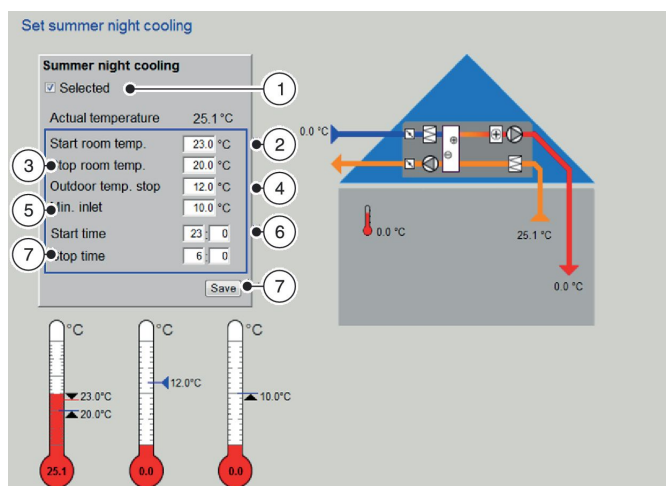 Set summer night cooling
Summer night cooling
Selected
1
Actual temperature 25.1 °C
Start room temp. 23.0 °C
2
3
Stop room temp. 20.0 °C
Outdoor temp. stop 12.0 °C
4
5
Min. inlet 10.0 °C
Start time 23 : 0
6
7
Stop time 6 : 0
Save
7
0.0 °C
0.0 °C
25.1 °C
0.0 °C
°C
23.0°C
20.0°C
25.1
°C
12.0°C
0.0
°C
10.0°C
0.0